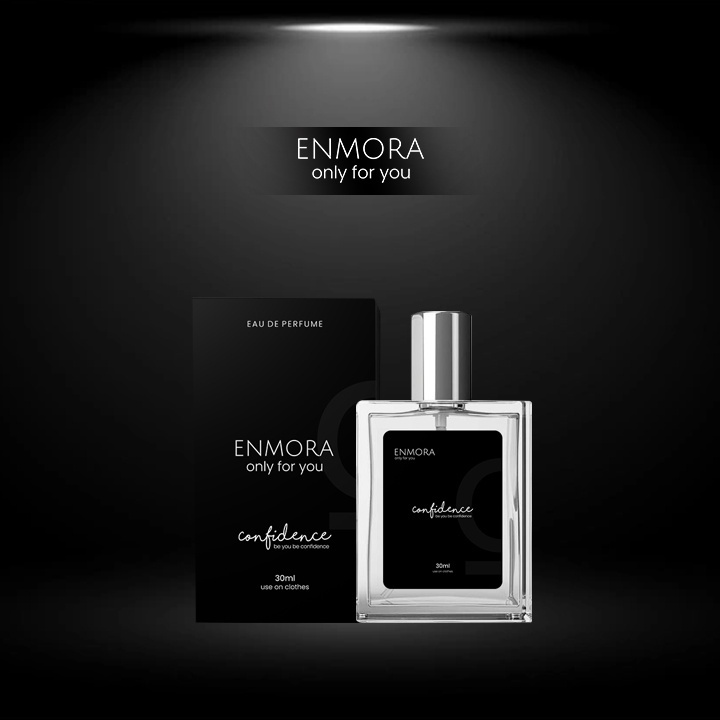 ENMORA
only for you
EAU DE PERFUME
ENMORA
only for you
confidence
be you be confidence
30ml
use on clothes
ENMORA
only for you
confidence
be you be confidence
30ml
use on clothes